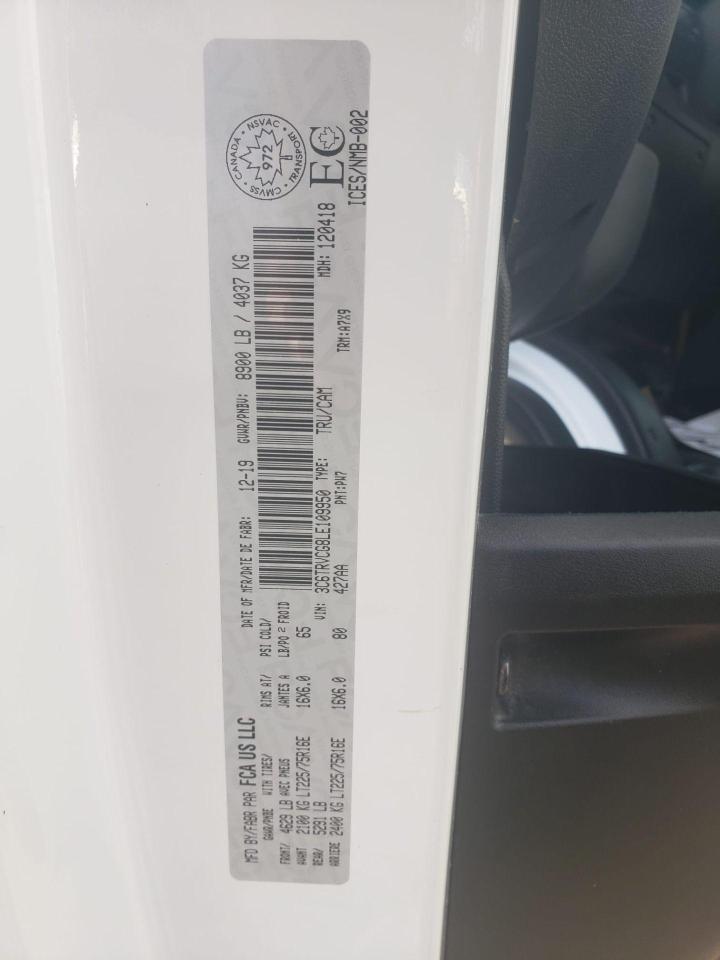 MFD BY/FABR PAR FCA US LLC
DATE OF MFR/DATE DE FABR: 12-19
GVWR/PNBV: 8900 LB / 4037 KG
GAWR/PNBE WITH TIRES/ RIMS AT/ PSI COLD/
FRONT/ 4629 LB AVEC PNEUS JANTES A LB/PO 2 FROID
AVANT 2100 KG LT225/75R16E 16X6.0 65
REAR/ 5291 LB
ARRIERE 2400 KG LT225/75R16E 16X6.0 80
VIN: 3C6TRVCG8LE109950 TYPE: TRU/CAM MDH: 120418
427AA PNT:PW7 TRM:A7X9
CANADA · NSVAC · TRANSPORT · CMVSS
972
EC
ICES/NMB-002